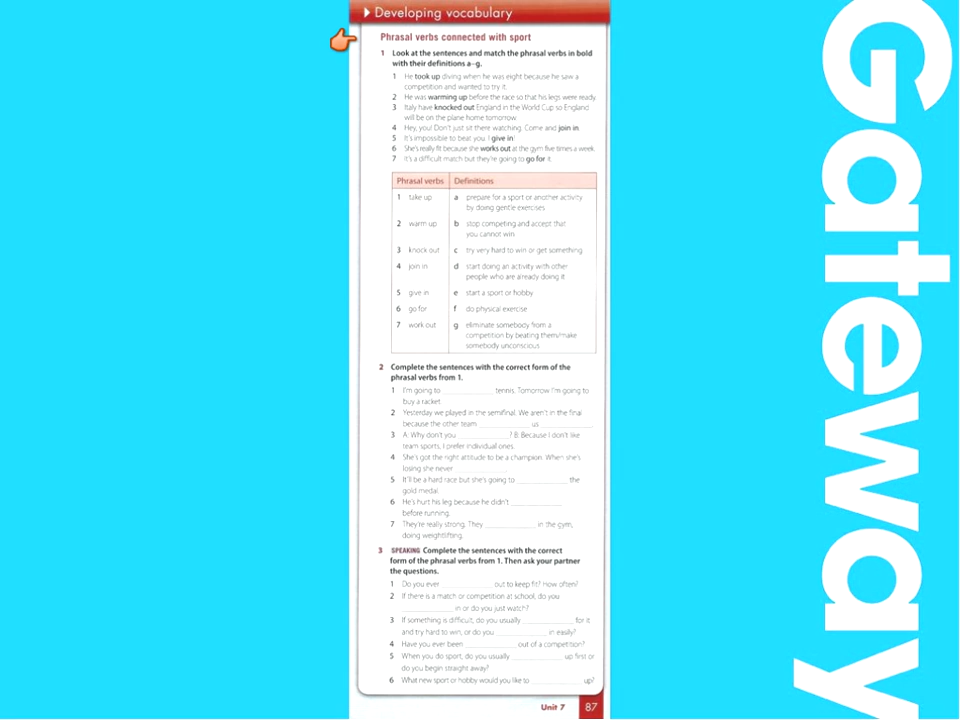 Developing vocabulary
Phrasal verbs connected with sport
1 Look at the sentences and match the phrasal verbs in bold
with their definitions a–g.
1 He took up diving when he was eight because he saw a
competition and wanted to try it.
2 He was warming up before the race so that his legs were ready.
3 Italy have knocked out England in the World Cup so England
will be on the plane home tomorrow.
4 Hey, you! Don't just sit there watching. Come and join in.
5 It's impossible to beat you. I give in!
6 She's really fit because she works out at the gym five times a week.
7 It's a difficult match but they're going to go for it.
Phrasal verbs Definitions
1 take up a prepare for a sport or another activity
by doing gentle exercises
2 warm up b stop competing and accept that
you cannot win
3 knock out c try very hard to win or get something
4 join in d start doing an activity with other
people who are already doing it
5 give in e start a sport or hobby
6 go for f do physical exercise
7 work out g eliminate somebody from a
competition by beating them/make
somebody unconscious
2 Complete the sentences with the correct form of the
phrasal verbs from 1.
1 I'm going to ____ tennis. Tomorrow I'm going to
buy a racket.
2 Yesterday we played in the semifinal. We aren't in the final
because the other team ____ us ____.
3 A: Why don't you ____? B: Because I don't like
team sports, I prefer individual ones.
4 She's got the right attitude to be a champion. When she's
losing she never ____.
5 It'll be a hard race but she's going to ____ the
gold medal.
6 He's hurt his leg because he didn't ____
before running.
7 They're really strong. They ____ in the gym,
doing weightlifting.
3 SPEAKING Complete the sentences with the correct
form of the phrasal verbs from 1. Then ask your partner
the questions.
1 Do you ever ____ out to keep fit? How often?
2 If there is a match or competition at school, do you
____ in or do you just watch?
3 If something is difficult, do you usually ____ for it
and try hard to win, or do you ____ in easily?
4 Have you ever been ____ out of a competition?
5 When you do sport, do you usually ____ up first or
do you begin straight away?
6 What new sport or hobby would you like to ____ up?
Unit 7 87
Gateway